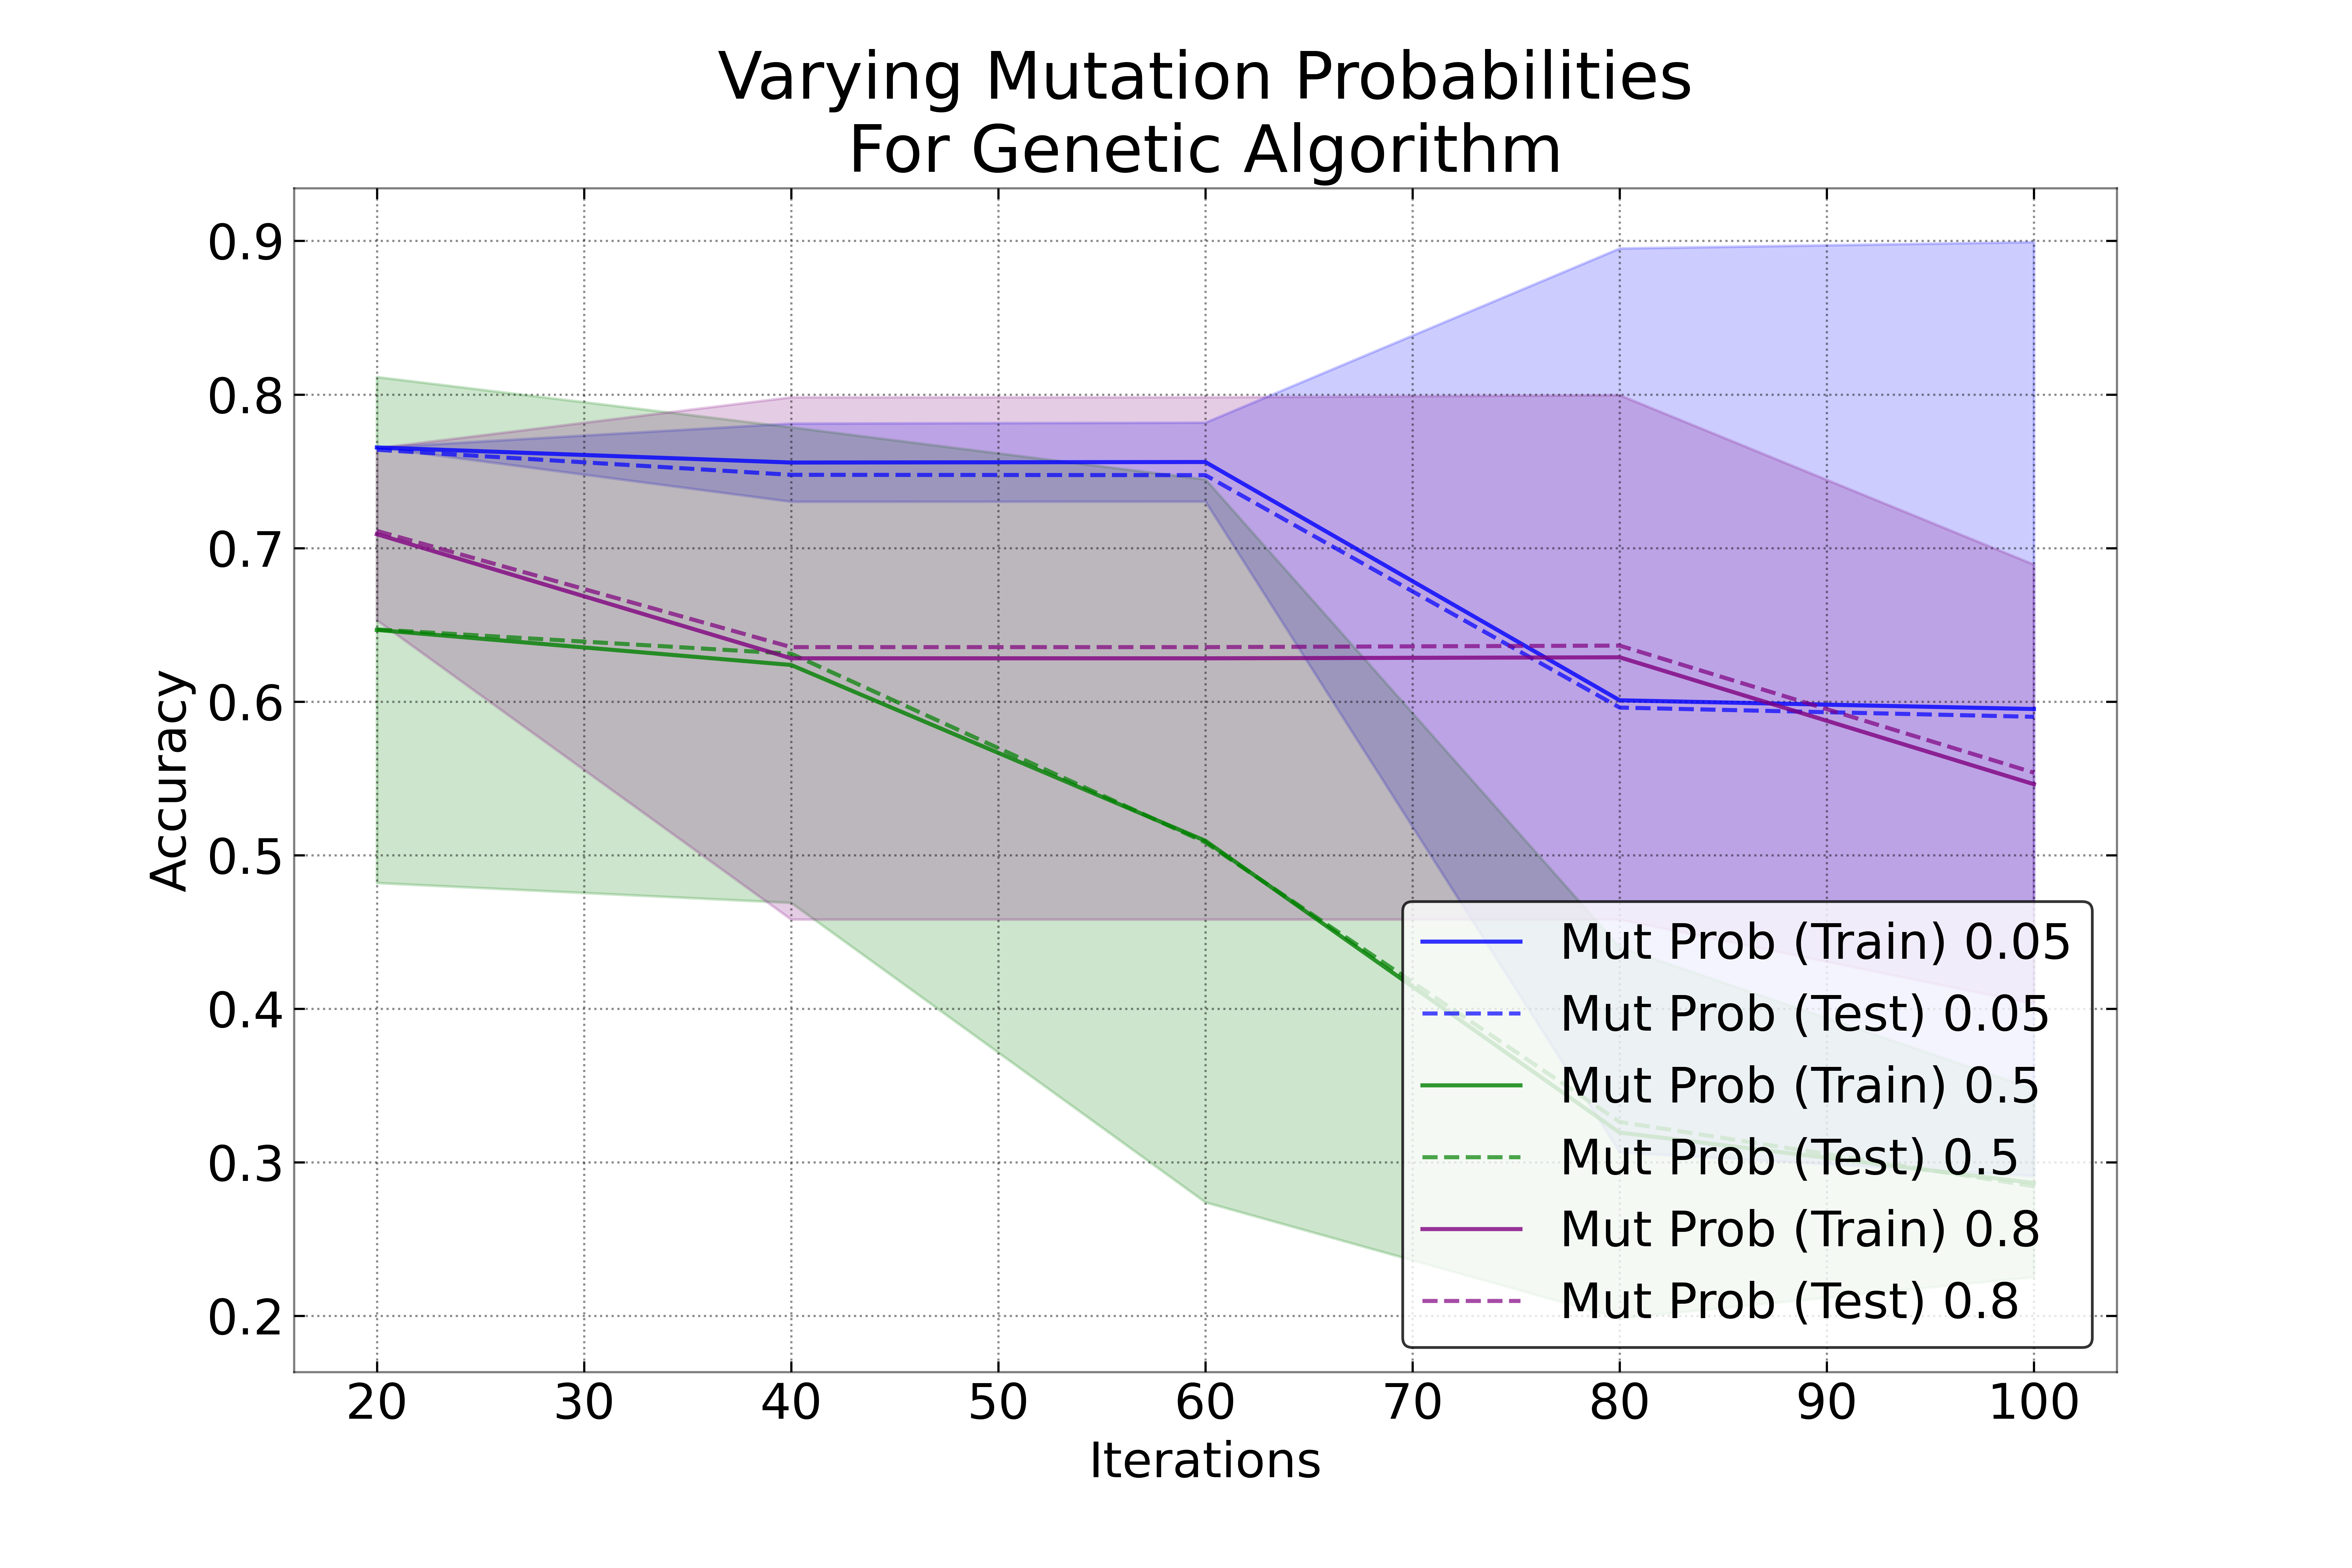 Varying Mutation Probabilities
For Genetic Algorithm
Accuracy
0.9
0.8
0.7
0.6
0.5
0.4
0.3
0.2
20 30 40 50 60 70 80 90 100
Iterations
Mut Prob (Train) 0.05
Mut Prob (Test) 0.05
Mut Prob (Train) 0.5
Mut Prob (Test) 0.5
Mut Prob (Train) 0.8
Mut Prob (Test) 0.8